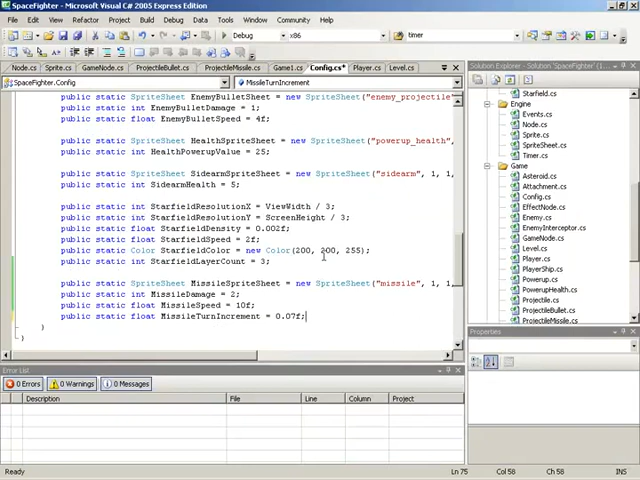 SpaceFighter - Microsoft Visual C# 2005 Express Edition
File Edit View Refactor Project Build Debug Data Tools Window Community Help
Debug x86 timer
Node.cs Sprite.cs GameNode.cs ProjectileBullet.cs Game1.cs Config.cs* Player.cs Level.cs
Solution Explorer - SpaceFighter
SpaceFighter.Config MissileTurnIncrement
public static SpriteSheet EnemyBulletSheet = new SpriteSheet("enemy_projectile
public static int EnemyBulletDamage = 1;
public static float EnemyBulletSpeed = 4f;
public static SpriteSheet HealthSpriteSheet = new SpriteSheet("powerup_health",
public static int HealthPowerupValue = 25;
public static SpriteSheet SidearmSpriteSheet = new SpriteSheet("sidearm", 1, 1,
public static int SidearmHealth = 5;
public static int StarfieldResolutionX = ViewWidth / 3;
public static int StarfieldResolutionY = ScreenHeight / 3;
public static float StarfieldDensity = 0.002f;
public static float StarfieldSpeed = 2f;
public static Color StarfieldColor = new Color(200, 200, 255);
public static int StarfieldLayerCount = 3;
public static SpriteSheet MissileSpriteSheet = new SpriteSheet("missile", 1, 1,
public static int MissileDamage = 2;
public static float MissileSpeed = 10f;
public static float MissileTurnIncrement = 0.07f;
}
}
Starfield.cs
Engine
Events.cs
Node.cs
Sprite.cs
SpriteSheet.cs
Timer.cs
Game
Asteroid.cs
Attachment.cs
Config.cs
EffectNode.cs
Enemy.cs
EnemyInterceptor.cs
GameNode.cs
Level.cs
Player.cs
PlayerShip.cs
Powerup.cs
PowerupHealth.cs
ProjectileBullet.cs
ProjectileMissile.cs
Properties
Error List
0 Errors 0 Warnings 0 Messages
Description File Line Column Project
Ready Ln 75 Col 58 Ch 58 INS